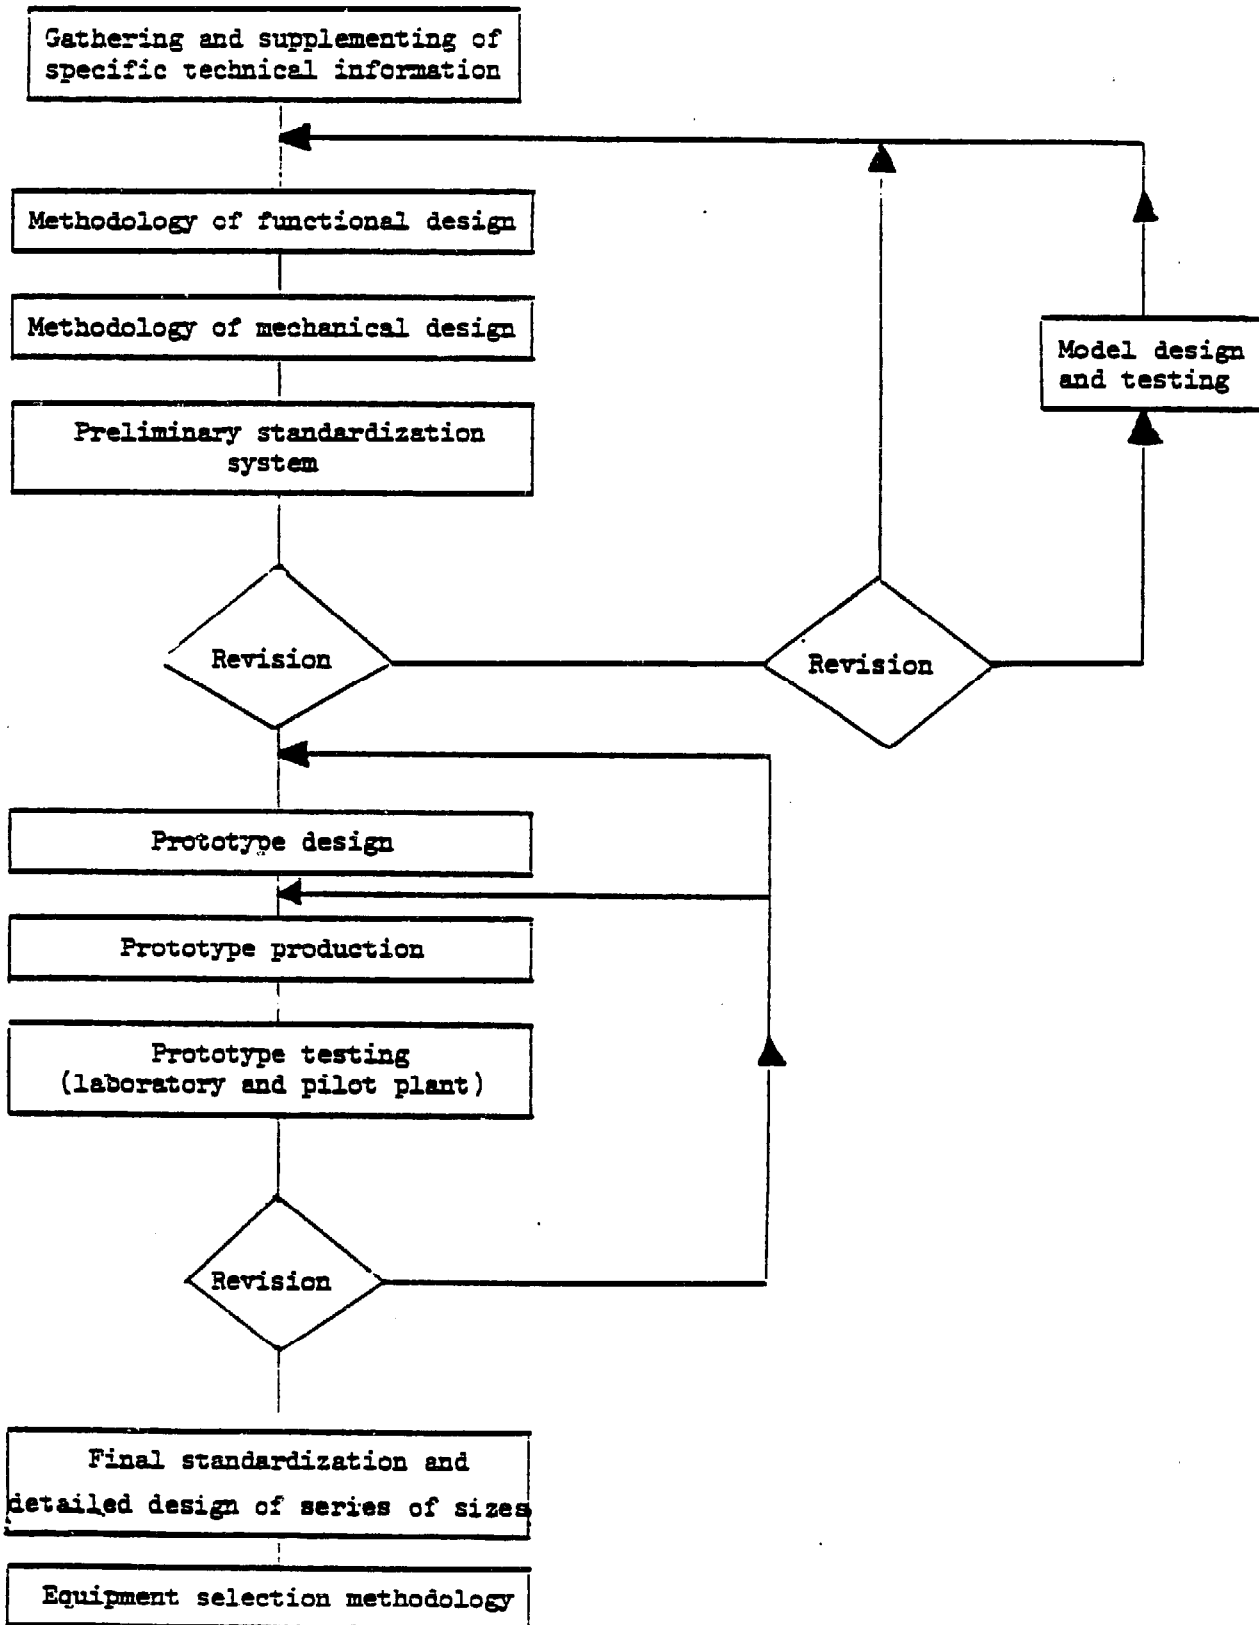 Gathering and supplementing of
specific technical information
Methodology of functional design
Methodology of mechanical design
Model design
and testing
Preliminary standardization
system
Revision
Revision
Prototype design
Prototype production
Prototype testing
(laboratory and pilot plant)
Revision
Final standardization and
detailed design of series of sizes
Equipment selection methodology